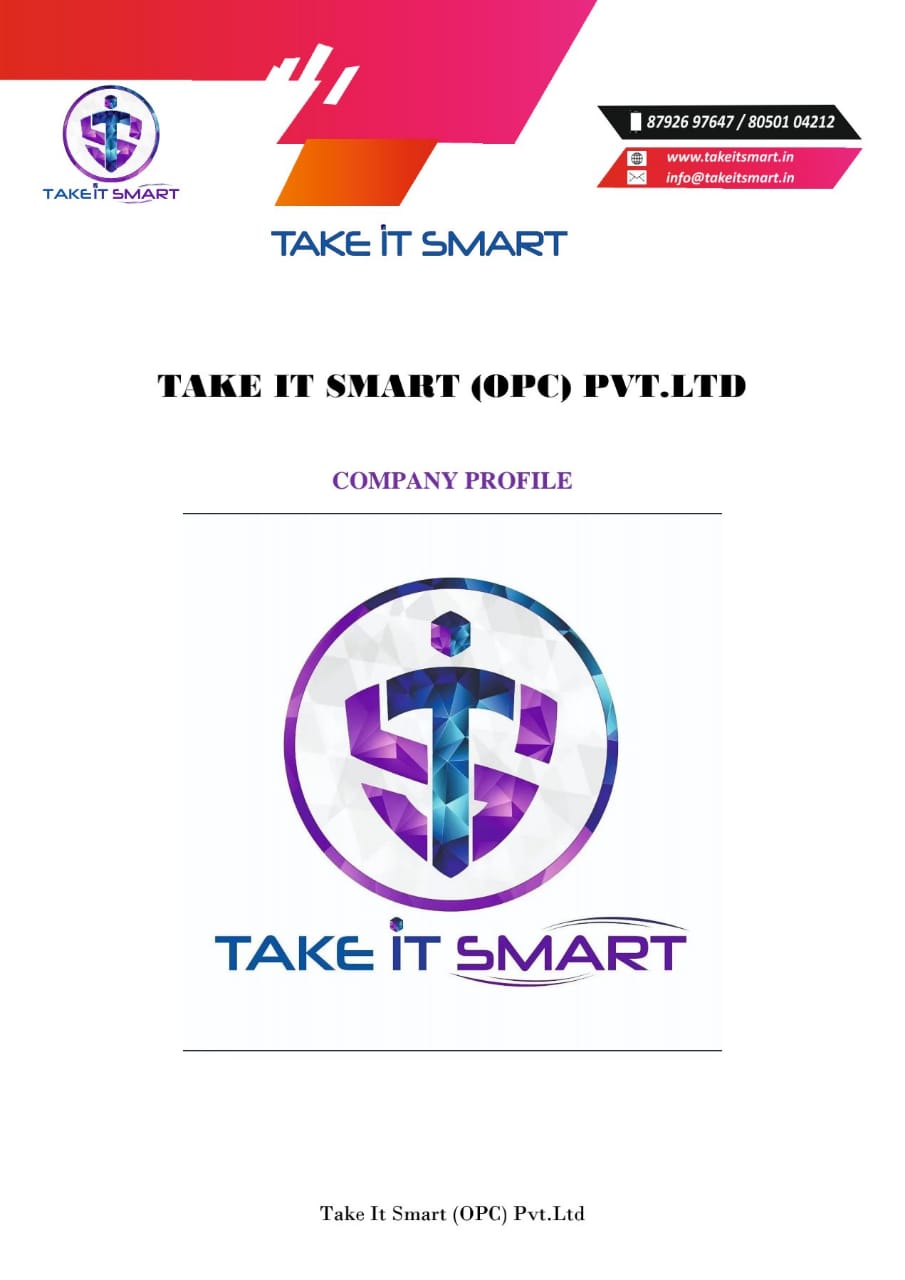 TAKE IT SMART
87926 97647 / 80501 04212
www.takeitsmart.in
info@takeitsmart.in
TAKE IT SMART
TAKE IT SMART (OPC) PVT.LTD
COMPANY PROFILE
TAKE IT SMART
Take It Smart (OPC) Pvt.Ltd